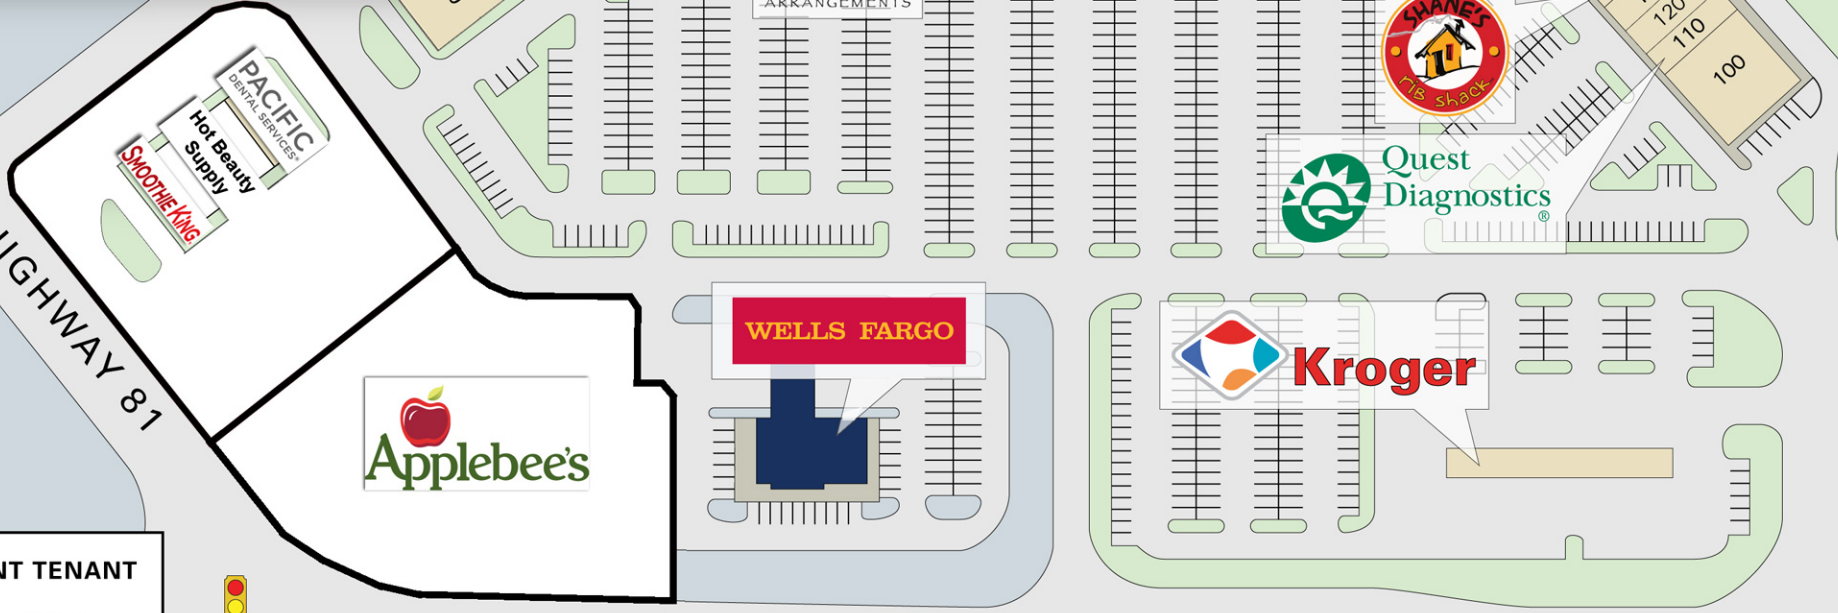 ARRANGEMENTS
SHANE'S
rib shack
120
110
100
PACIFIC
DENTAL SERVICES®
Hot Beauty
Supply
SMOOTHIE KING
Quest
Diagnostics
®
WELLS FARGO
Kroger
IGHWAY 81
Applebee's
NT TENANT